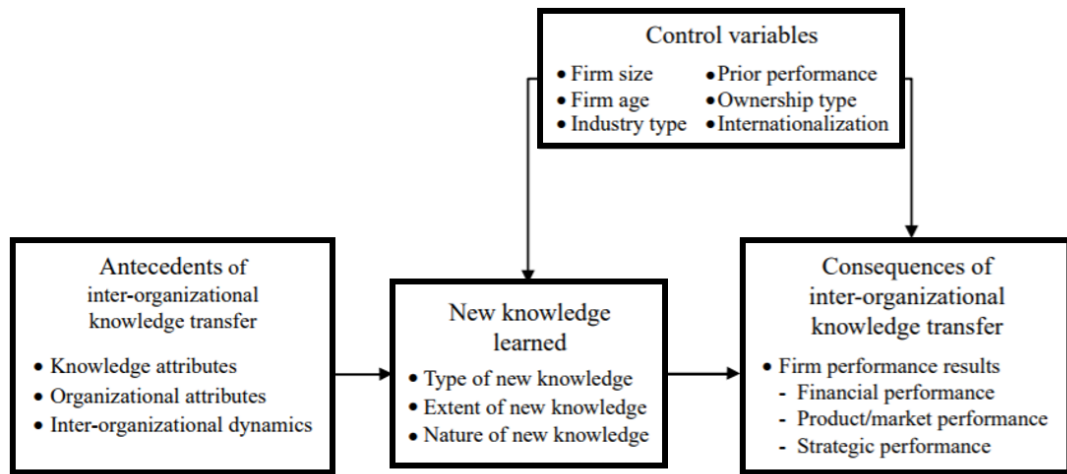 Control variables
• Firm size
• Firm age
• Industry type
• Prior performance
• Ownership type
• Internationalization
Antecedents of
inter-organizational
knowledge transfer
• Knowledge attributes
• Organizational attributes
• Inter-organizational dynamics
New knowledge
learned
• Type of new knowledge
• Extent of new knowledge
• Nature of new knowledge
Consequences of
inter-organizational
knowledge transfer
• Firm performance results
- Financial performance
- Product/market performance
- Strategic performance